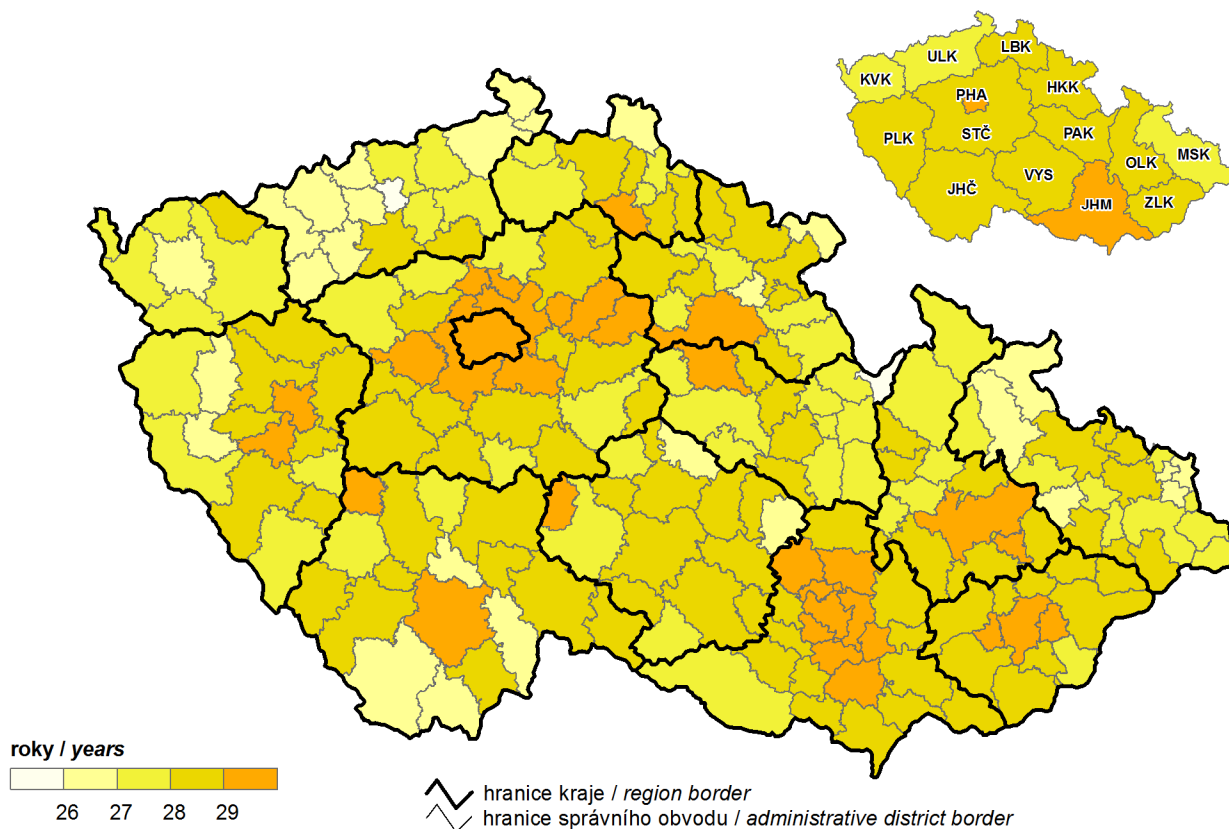 LBK
ULK
KVK
HKK
PHA
STČ
PAK
PLK
MSK
OLK
VYS
JHČ
ZLK
JHM
roky / years
26 27 28 29
hranice kraje / region border
hranice správního obvodu / administrative district border